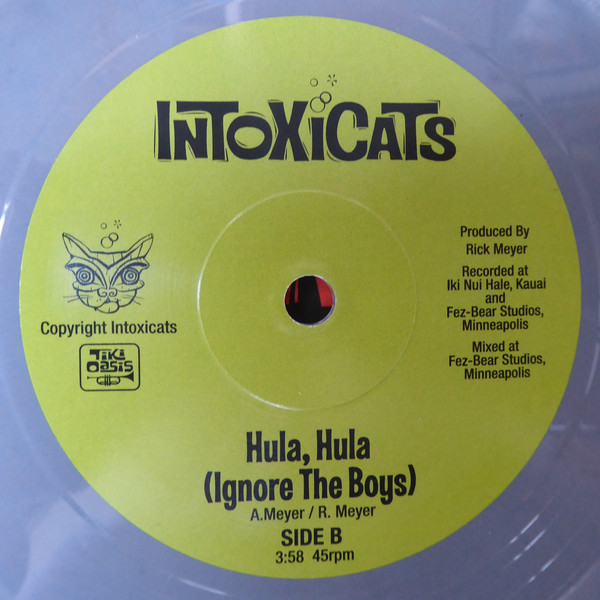 INTOXiCATS
Produced By
Rick Meyer
Recorded at
Iki Nui Hale, Kauai
and
Fez-Bear Studios,
Minneapolis
Mixed at
Fez-Bear Studios,
Minneapolis
Copyright Intoxicats
TiKi
OASiS
Hula, Hula
(Ignore The Boys)
A.Meyer / R. Meyer
SIDE B
3:58 45rpm